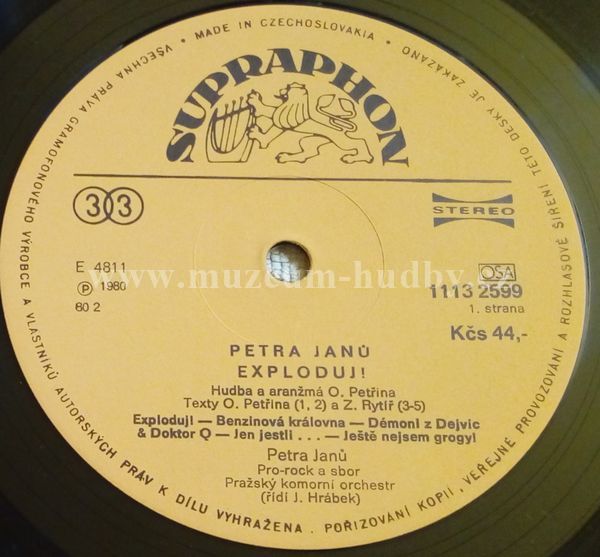 VŠECHNA PRÁVA GRAMOFONOVÉHO VÝROBCE A VLASTNÍKŮ AUTORSKÝCH PRÁV K DÍLU VYHRAŽENA. POŘIZOVÁNÍ KOPIÍ, VEŘEJNÉ PROVOZOVÁNÍ A ROZHLASOVÉ ŠÍŘENÍ TÉTO DESKY JE ZAKÁZÁNO
• MADE IN CZECHOSLOVAKIA •
SUPRAPHON
33
STEREO
E 4811
℗ 1980
80 2
OSA
1113 2599
1. strana
Kčs 44,-
www.muzeum-hudby.cz
PETRA JANŮ
EXPLODUJ!
Hudba a aranžmá O. Petřina
Texty O. Petřina (1, 2) a Z. Rytíř (3-5)
Exploduj! — Benzinová královna — Démoni z Dejvic
& Doktor Q — Jen jestli . . . — Ještě nejsem grogy!
Petra Janů
Pro-rock a sbor
Pražský komorní orchestr
(řídí J. Hrábek)